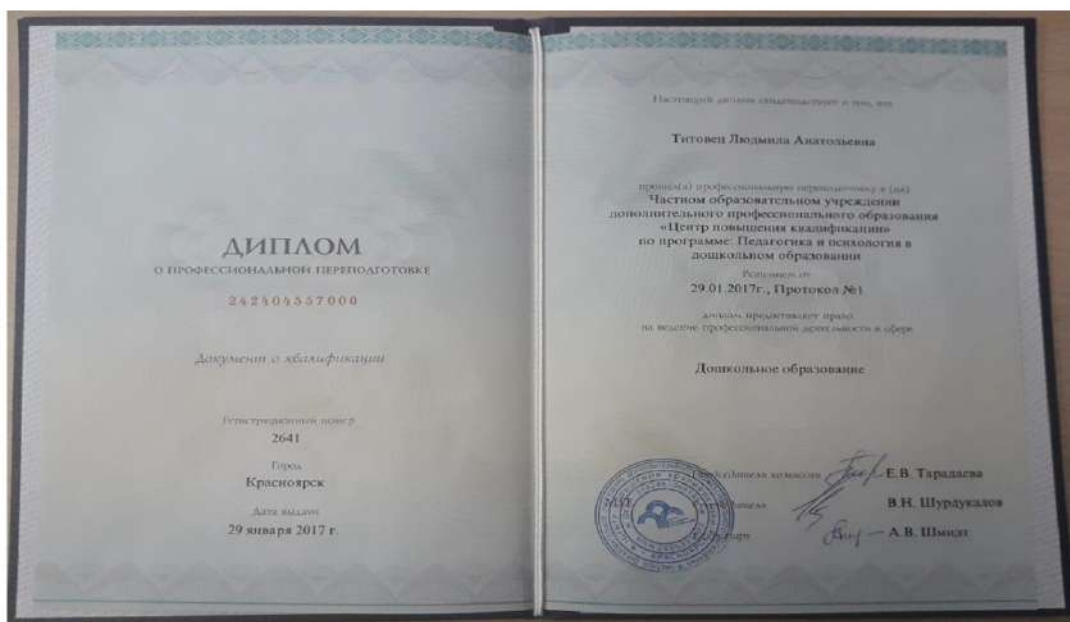 ДИПЛОМ
О ПРОФЕССИОНАЛЬНОЙ ПЕРЕПОДГОТОВКЕ
242404557000
Документ о квалификации
Регистрационный номер
2641
Город
Красноярск
Дата выдачи
29 января 2017 г.
Настоящий диплом свидетельствует о том, что
Титовец Людмила Анатольевна
прошел(а) профессиональную переподготовку в (на)
Частном образовательном учреждении
дополнительного профессионального образования
«Центр повышения квалификации»
по программе: Педагогика и психология в
дошкольном образовании
Решением от
29.01.2017г., Протокол №1
диплом предоставляет право
на ведение профессиональной деятельности в сфере
Дошкольное образование
Председатель комиссии Е.В. Тарадаева
В.Н. Шурдукалов
А.В. Шмидт